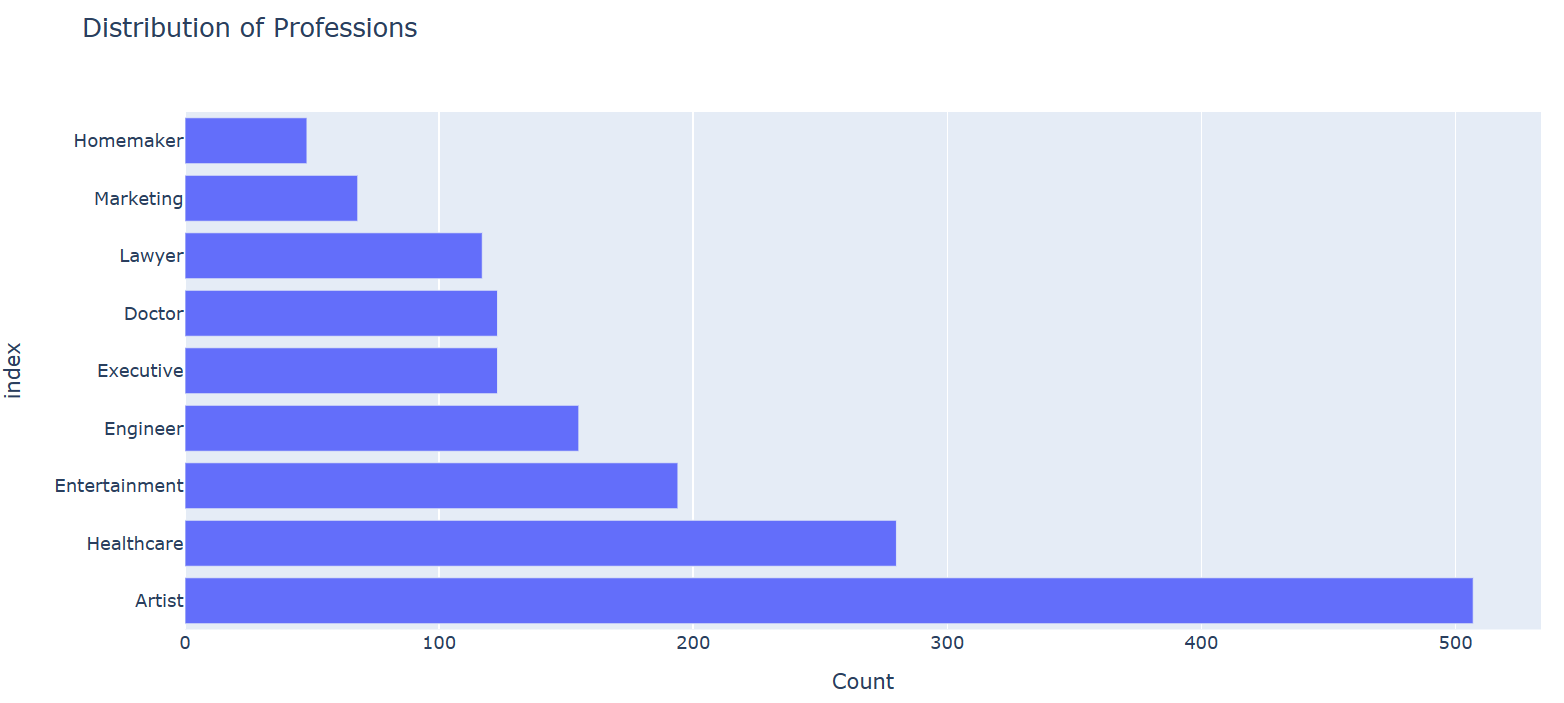 Distribution of Professions
Homemaker
Marketing
Lawyer
Doctor
Executive
Engineer
Entertainment
Healthcare
Artist
index
0 100 200 300 400 500
Count